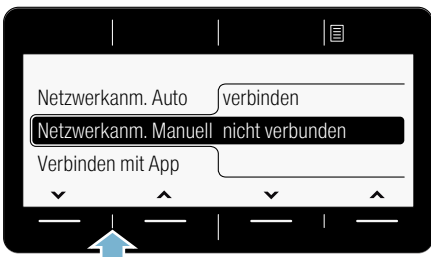 Netzwerkanm. Auto verbinden
Netzwerkanm. Manuell nicht verbunden
Verbinden mit App